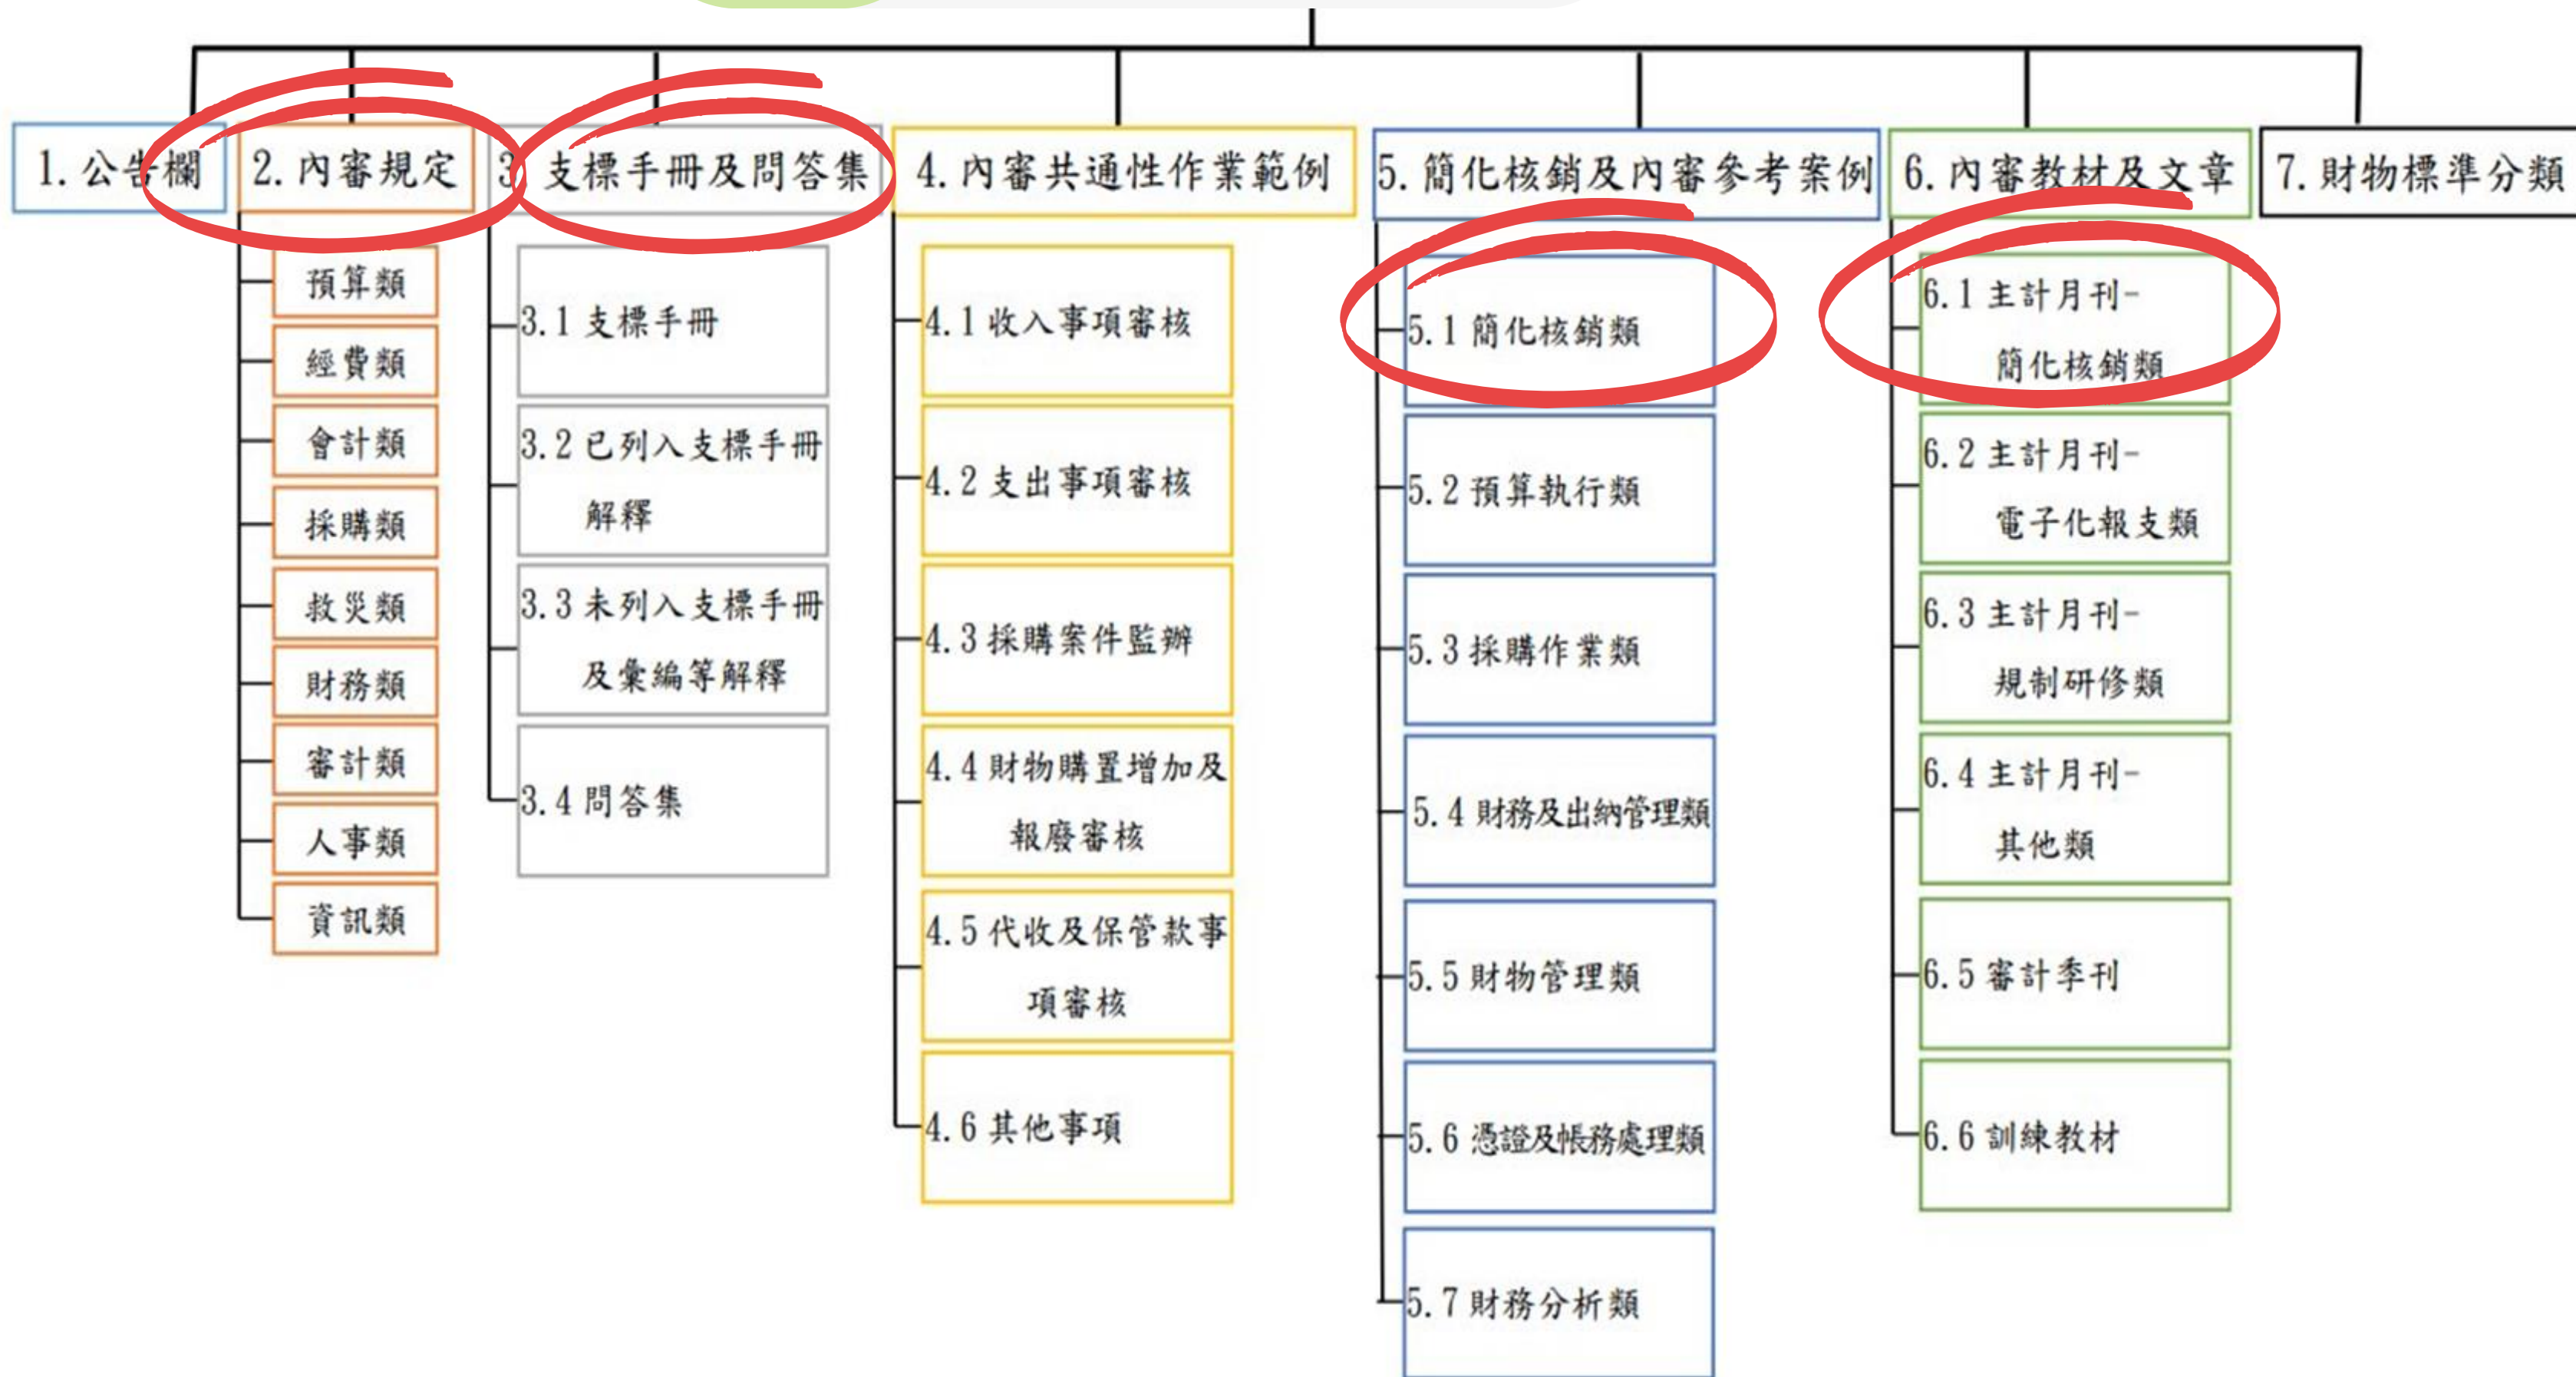 1.公告欄
2.內審規定
3.支標手冊及問答集
4.內審共通性作業範例
5.簡化核銷及內審參考案例
6.內審教材及文章
7.財物標準分類
預算類
經費類
會計類
採購類
救災類
財務類
審計類
人事類
資訊類
3.1支標手冊
3.2已列入支標手冊
解釋
3.3未列入支標手冊
及彙編等解釋
3.4問答集
4.1收入事項審核
4.2支出事項審核
4.3採購案件監辦
4.4財物購置增加及
報廢審核
4.5代收及保管款事
項審核
4.6其他事項
5.1簡化核銷類
5.2預算執行類
5.3採購作業類
5.4財務及出納管理類
5.5財物管理類
5.6憑證及帳務處理類
5.7財務分析類
6.1主計月刊-
簡化核銷類
6.2主計月刊-
電子化報支類
6.3主計月刊-
規制研修類
6.4主計月刊-
其他類
6.5審計季刊
6.6訓練教材